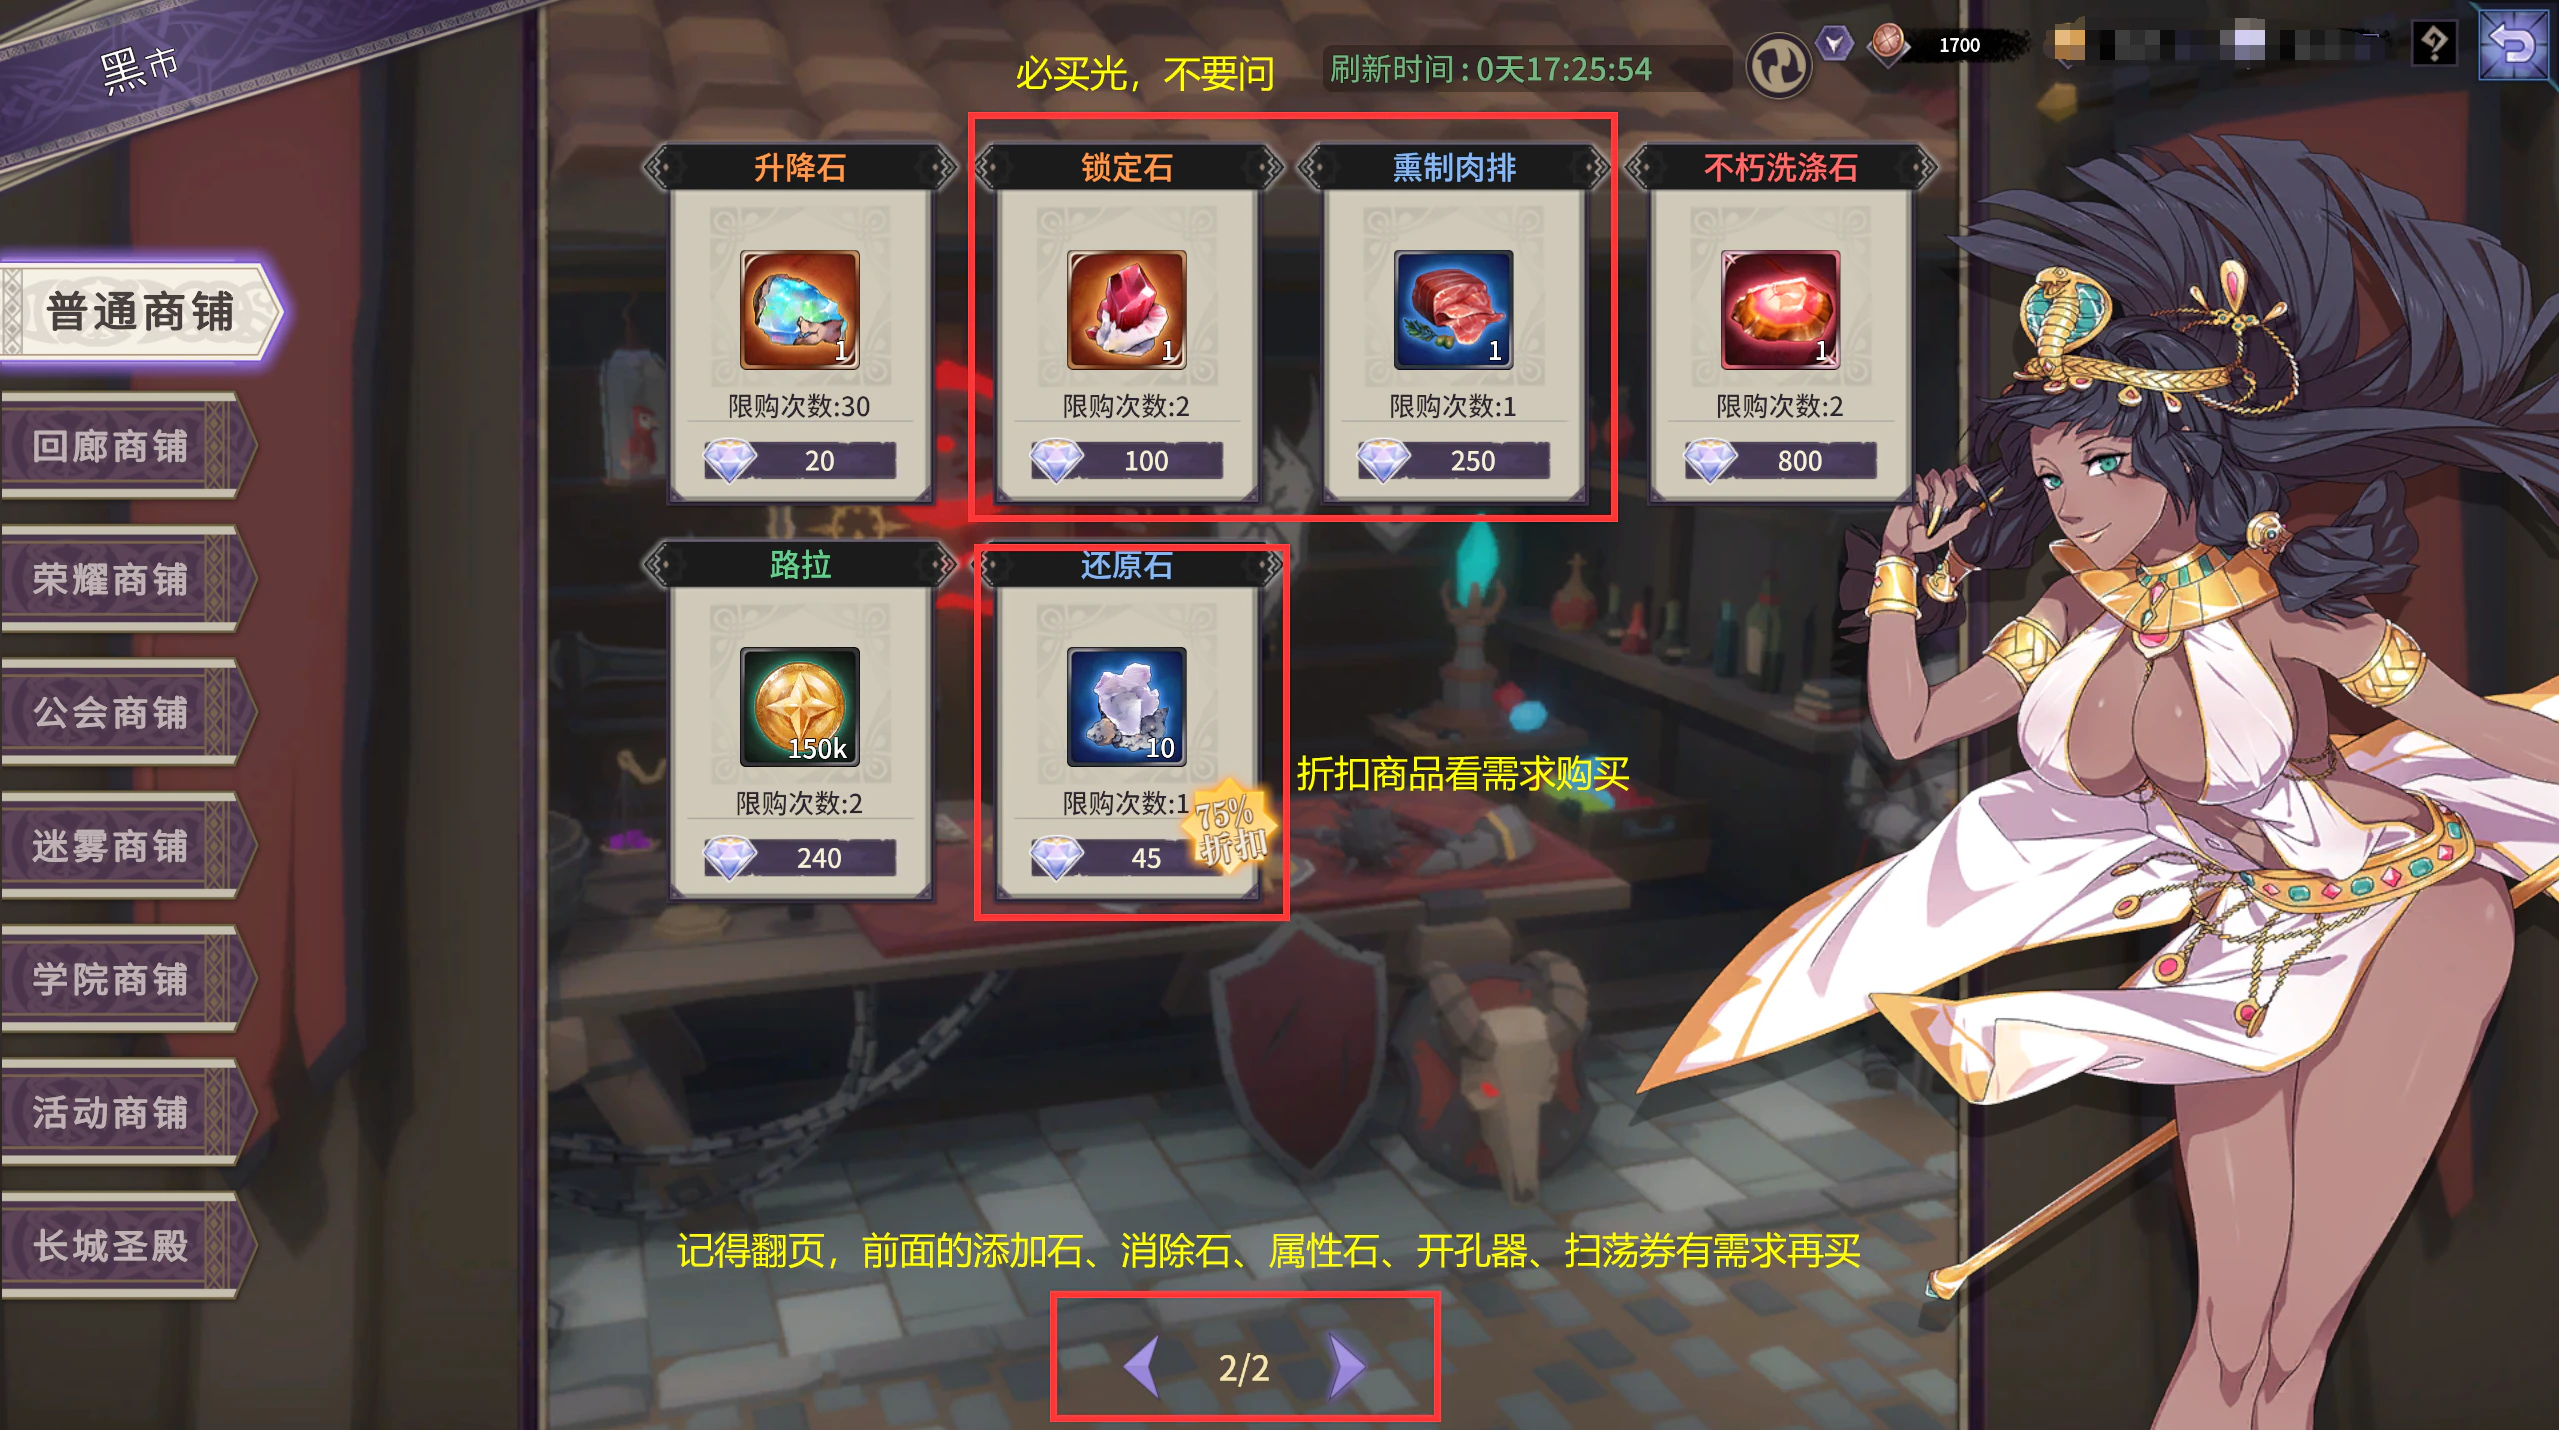 黑市
必买光，不要问
刷新时间：0天17:25:54
1700
升降石
锁定石
熏制肉排
不朽洗涤石
1
1
1
1
限购次数:30
限购次数:2
限购次数:1
限购次数:2
20
100
250
800
普通商铺
回廊商铺
荣耀商铺
公会商铺
迷雾商铺
学院商铺
活动商铺
长城圣殿
路拉
还原石
150k
10
限购次数:2
限购次数:1
75%
折扣
240
45
折扣商品看需求购买
记得翻页，前面的添加石、消除石、属性石、开孔器、扫荡券有需求再买
2/2